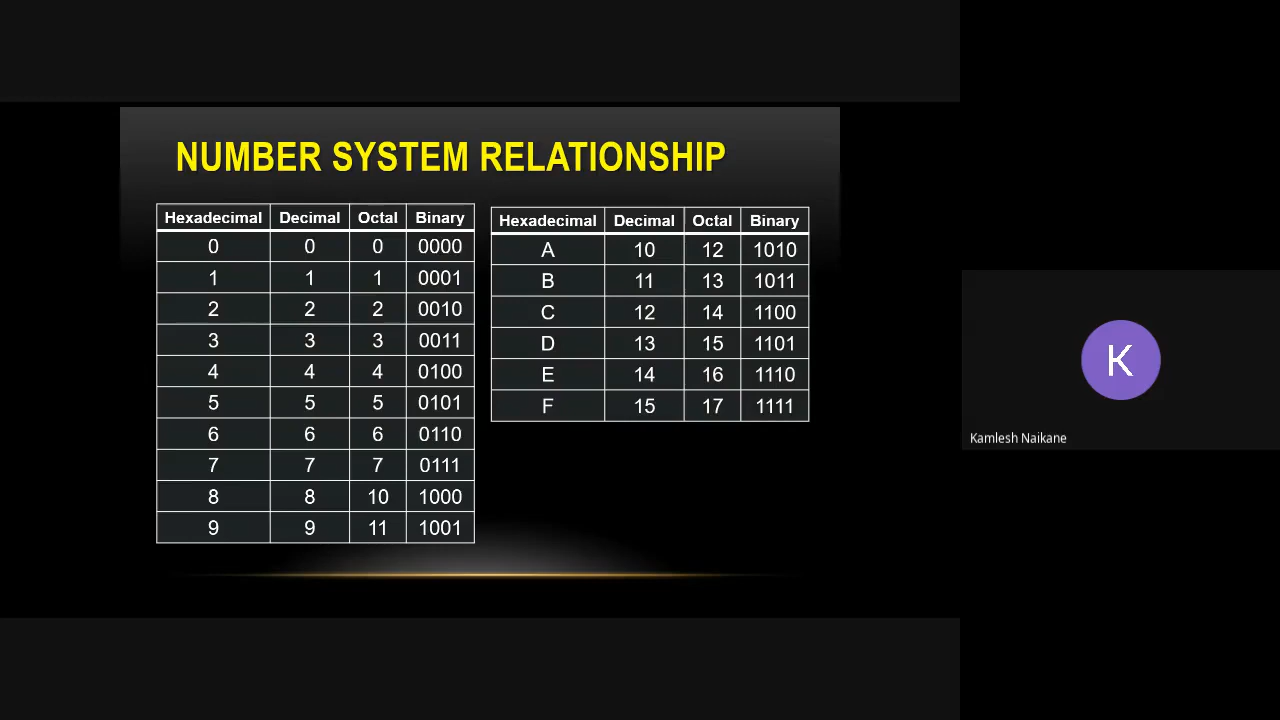 NUMBER SYSTEM RELATIONSHIP
Hexadecimal Decimal Octal Binary
0 0 0 0000
1 1 1 0001
2 2 2 0010
3 3 3 0011
4 4 4 0100
5 5 5 0101
6 6 6 0110
7 7 7 0111
8 8 10 1000
9 9 11 1001
Hexadecimal Decimal Octal Binary
A 10 12 1010
B 11 13 1011
C 12 14 1100
D 13 15 1101
E 14 16 1110
F 15 17 1111
K
Kamlesh Naikane